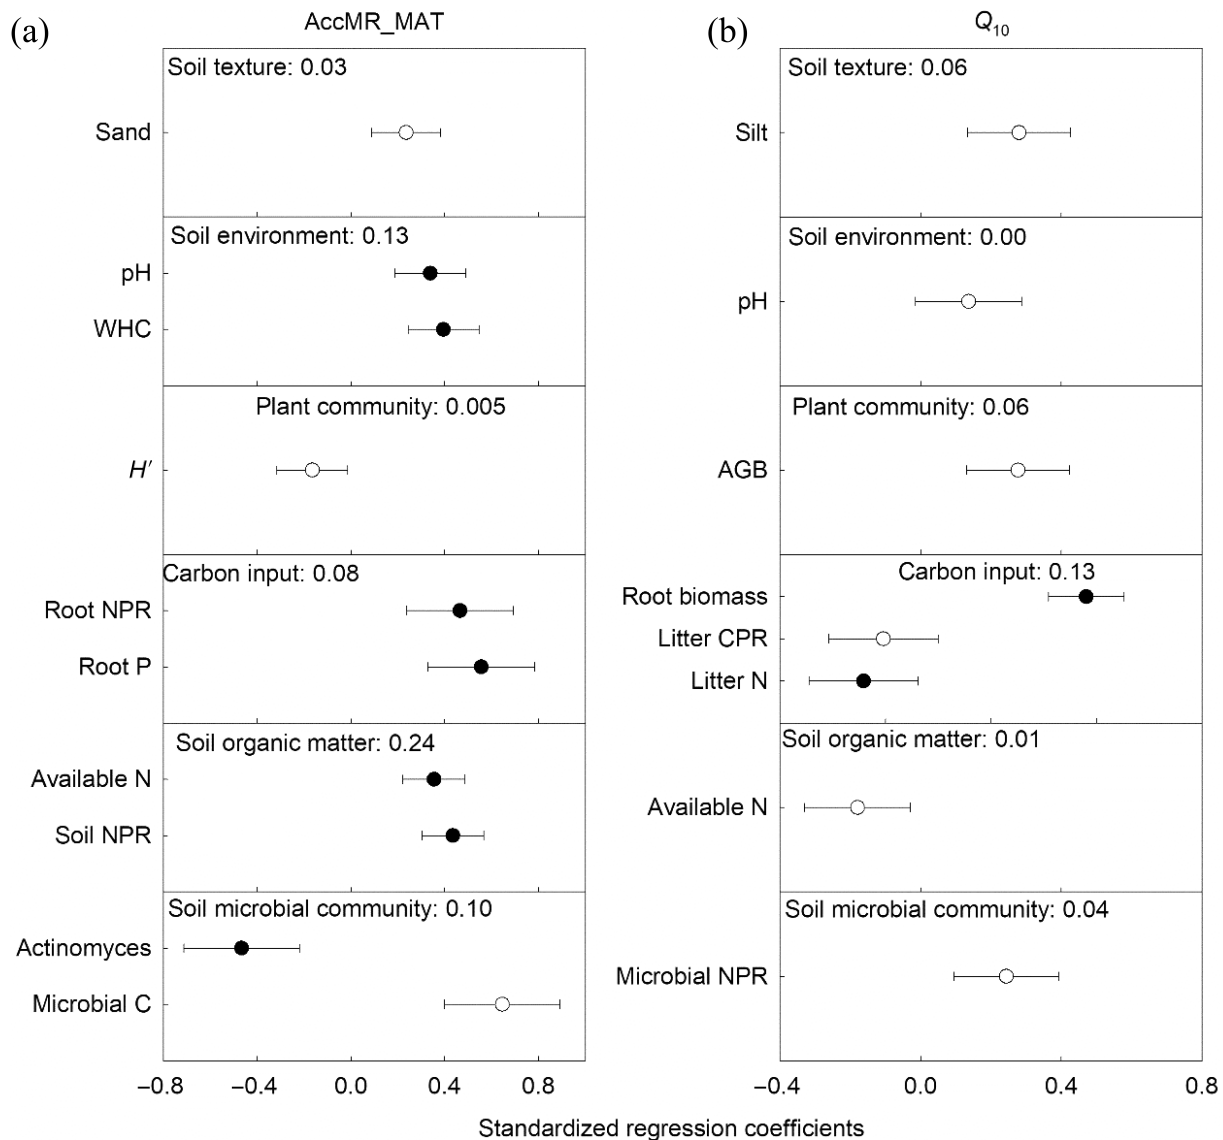 (a)
AccMR_MAT
Soil texture: 0.03
Sand
Soil environment: 0.13
pH
WHC
Plant community: 0.005
H′
Carbon input: 0.08
Root NPR
Root P
Soil organic matter: 0.24
Available N
Soil NPR
Soil microbial community: 0.10
Actinomyces
Microbial C
−0.8 −0.4 0.0 0.4 0.8
(b)
Q10
Soil texture: 0.06
Silt
Soil environment: 0.00
pH
Plant community: 0.06
AGB
Carbon input: 0.13
Root biomass
Litter CPR
Litter N
Soil organic matter: 0.01
Available N
Soil microbial community: 0.04
Microbial NPR
−0.4 0.0 0.4 0.8
Standardized regression coefficients